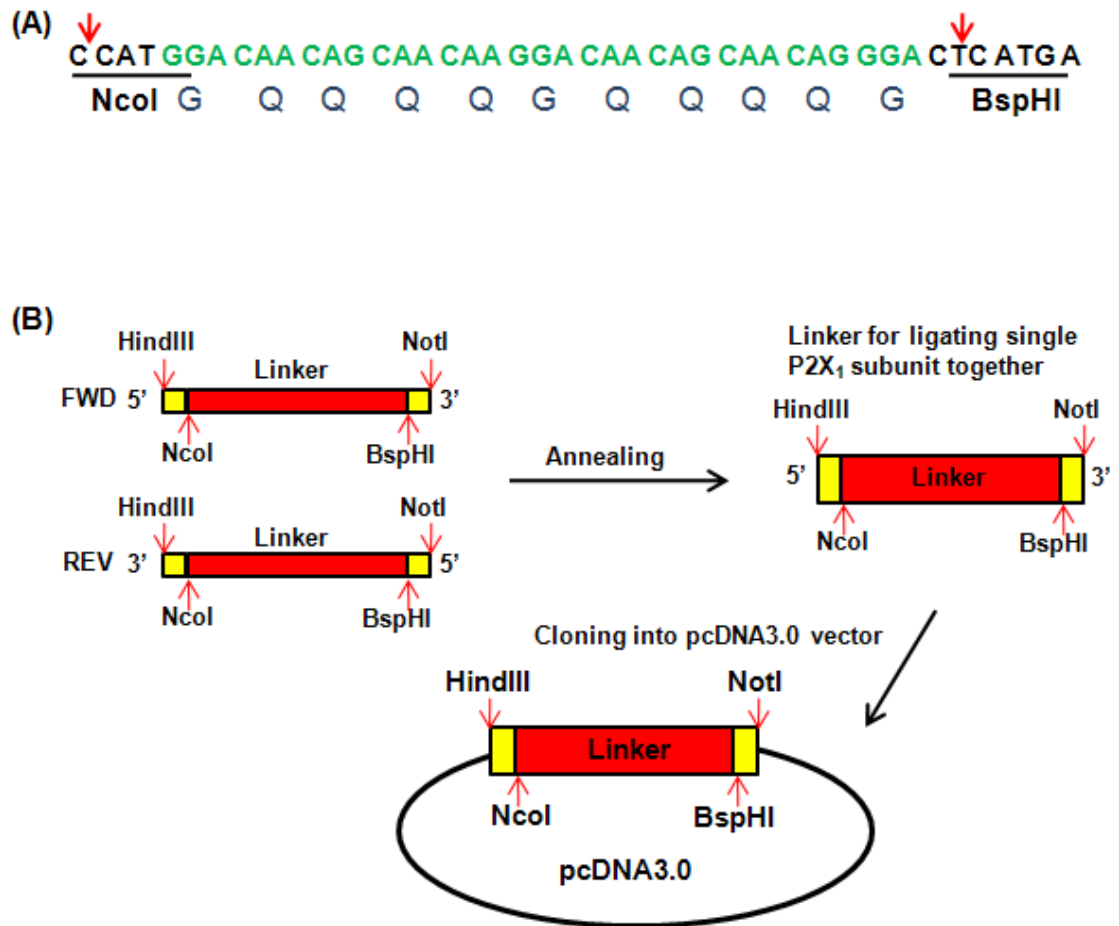 (A)
C CAT GGA CAA CAG CAA CAA GGA CAA CAG CAA CAG GGA CTC ATG A
NcoI G Q Q Q Q G Q Q Q Q G BspHI
(B)
HindIII NotI
Linker
FWD 5’ 3’
NcoI BspHI
HindIII NotI
Linker
REV 3’ 5’
NcoI BspHI
Annealing
Linker for ligating single
P2X₁ subunit together
HindIII NotI
5’ Linker 3’
NcoI BspHI
Cloning into pcDNA3.0 vector
HindIII NotI
Linker
NcoI BspHI
pcDNA3.0